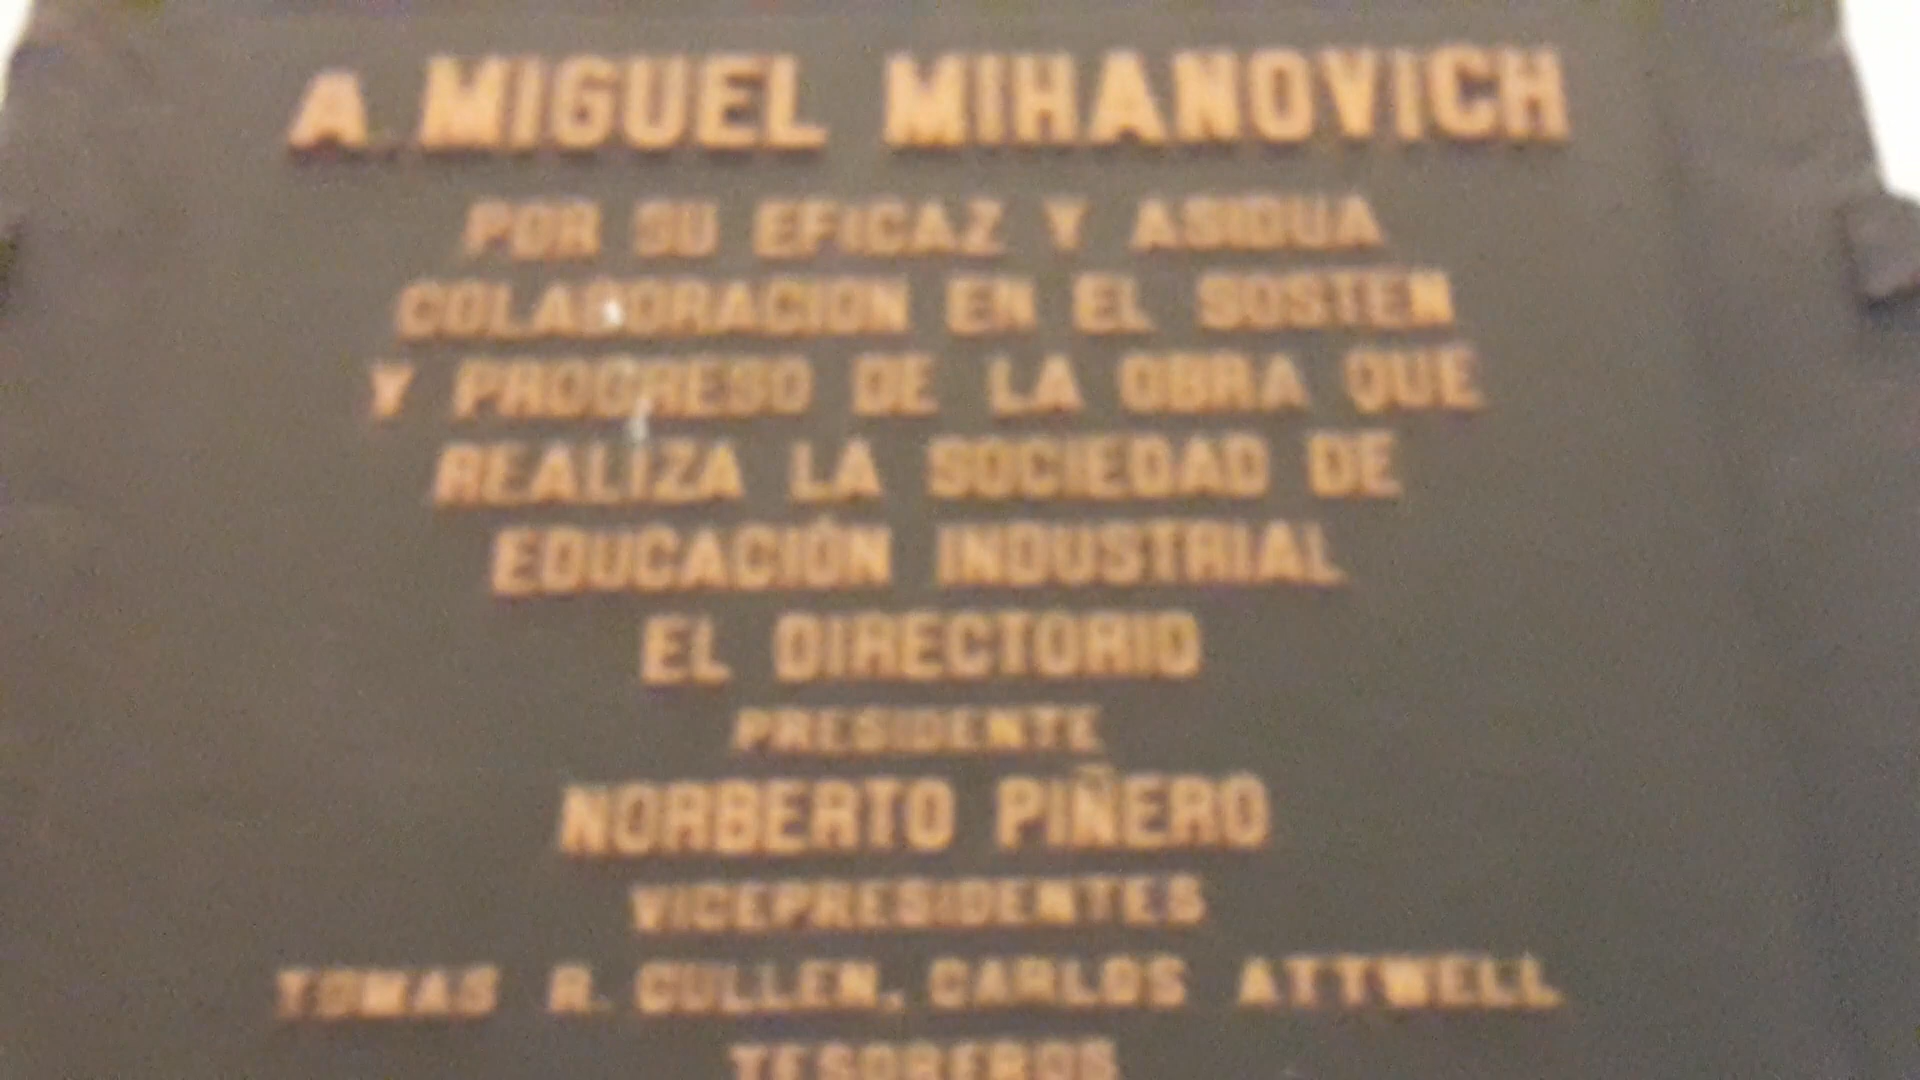 A MIGUEL MIHANOVICH
POR SU EFICAZ Y ASIDUA
COLABORACION EN EL SOSTEN
Y PROGRESO DE LA OBRA QUE
REALIZA LA SOCIEDAD DE
EDUCACIÓN INDUSTRIAL
EL DIRECTORIO
PRESIDENTE
NORBERTO PIÑERO
VICEPRESIDENTES
TOMAS R. CULLEN, CARLOS ATTWELL
TESOREROS